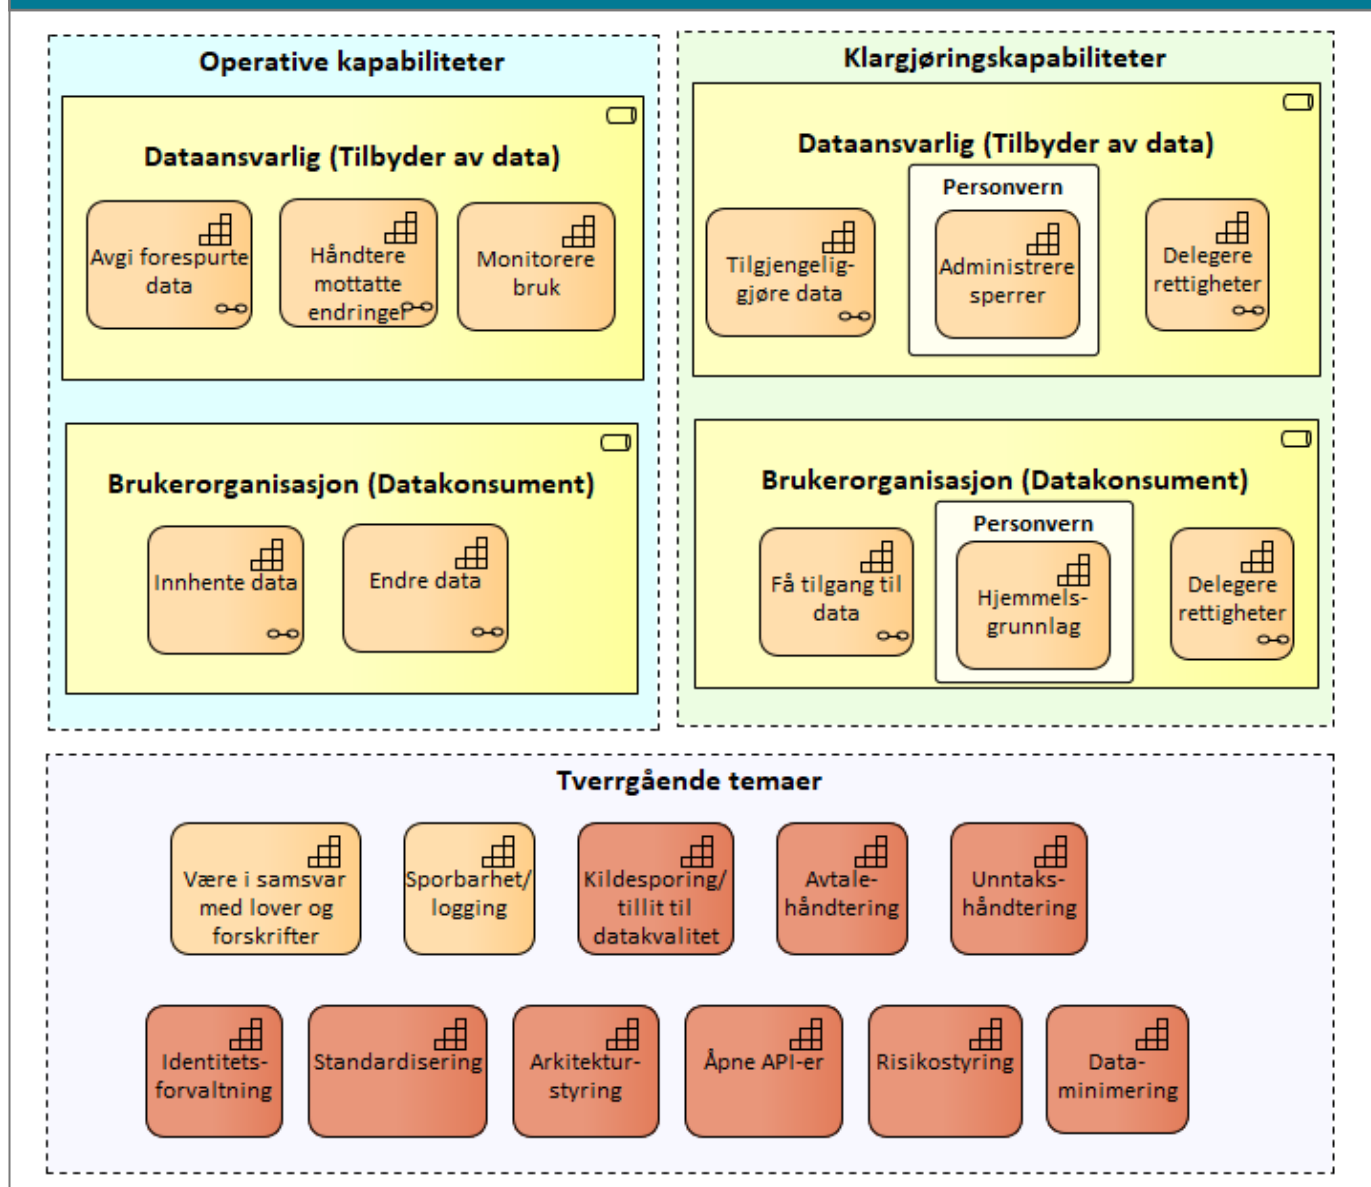 Operative kapabiliteter
Dataansvarlig (Tilbyder av data)
Avgi forespurte
data
Håndtere
mottatte
endringer
Monitorere
bruk
Brukerorganisasjon (Datakonsument)
Innhente data
Endre data
Klargjøringskapabiliteter
Dataansvarlig (Tilbyder av data)
Tilgjengelig-
gjøre data
Personvern
Administrere
sperrer
Delegere
rettigheter
Brukerorganisasjon (Datakonsument)
Få tilgang til
data
Personvern
Hjemmels-
grunnlag
Delegere
rettigheter
Tverrgående temaer
Være i samsvar
med lover og
forskrifter
Sporbarhet/
logging
Kildesporing/
tillit til
datakvalitet
Avtale-
håndtering
Unntaks-
håndtering
Identitets-
forvaltning
Standardisering
Arkitektur-
styring
Åpne API-er
Risikostyring
Data-
minimering